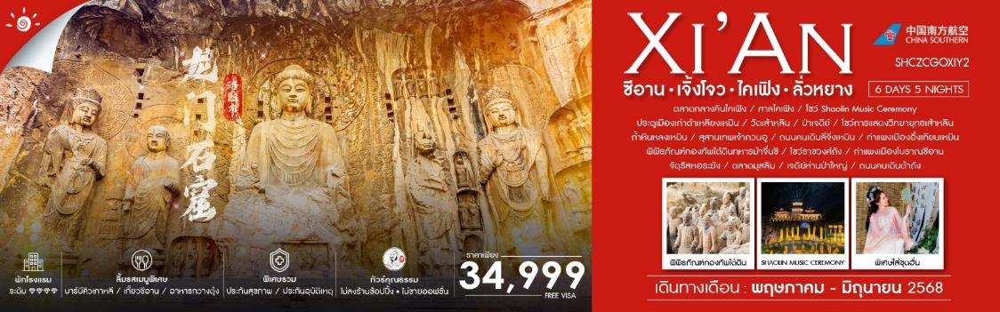 龙门石窟
洛阳市
พักโรงแรม
ระดับ
ลิ้มรสเมนูพิเศษ
บาร์บีคิวเกาหลี / เกี๊ยวซีอาน / อาหารกวางตุ้ง
พิเศษรวม
ประกันสุขภาพ / ประกันอุบัติเหตุ
ทัวร์คุณธรรม
ไม่ลงร้านช้อปปิ้ง • ไม่ขายออฟชั่น
ราคาเพียง
34,999
FREE VISA
XI'AN
中国南方航空
CHINA SOUTHERN
SHCZCGOXIY2
ซีอาน • เจิ้งโจว • ไคเฟิง • ลั่วหยาง
6 DAYS 5 NIGHTS
ตลาดกลางคืนไคเฟิง / ศาลไคเฟิง / โชว์ Shaolin Music Ceremony
ประตูเมืองเก่าต้าเหลียงเหมิน / วัดเส้าหลิน / ป่าเจดีย์ / โชว์การแสดงวิทยายุทธเส้าหลิน
ถ้ำหินหลงเหมิน / สุสานเทพเจ้ากวนอู / ถนนคนเดินลี่จิ่งเหมิน / กำแพงเมืองอิ้งเทียนเหมิน
พิพิธภัณฑ์กองทัพใต้ดินทหารม้าจิ๋นซี / โชว์ราชวงศ์ถัง / กำแพงเมืองโบราณซีอาน
จัตุรัสหอระฆัง / ตลาดมุสลิม / เจดีย์ห่านป่าใหญ่ / ถนนคนเดินต้าถัง
พิพิธภัณฑ์กองทัพใต้ดิน
SHAOLIN MUSIC CEREMONY
พิเศษใส่ชุดฮั่น
เดินทางเดือน : พฤษภาคม - มิถุนายน 2568